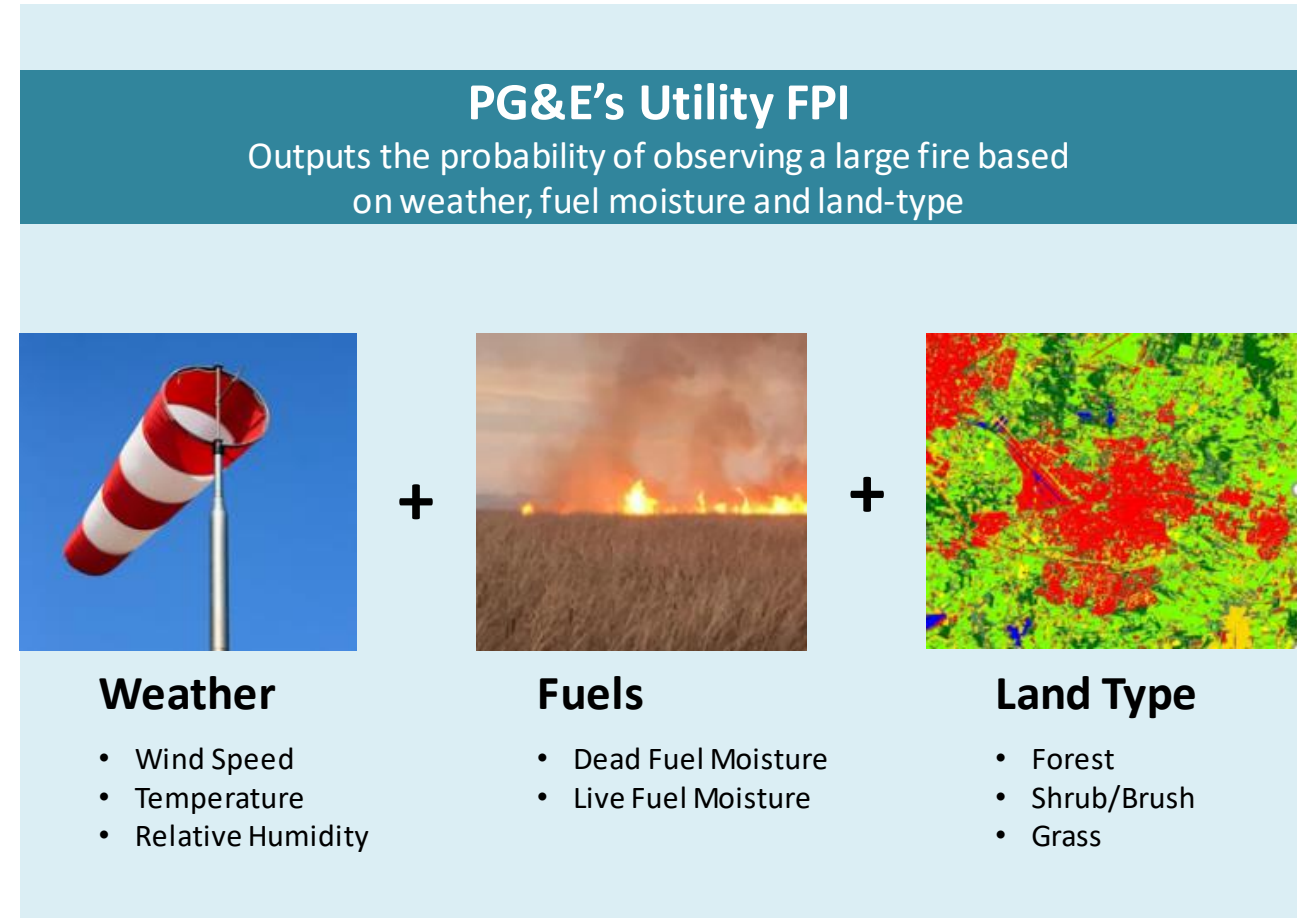 PG&E’s Utility FPI
Outputs the probability of observing a large fire based
on weather, fuel moisture and land-type
+
+
Weather
• Wind Speed
• Temperature
• Relative Humidity
Fuels
• Dead Fuel Moisture
• Live Fuel Moisture
Land Type
• Forest
• Shrub/Brush
• Grass